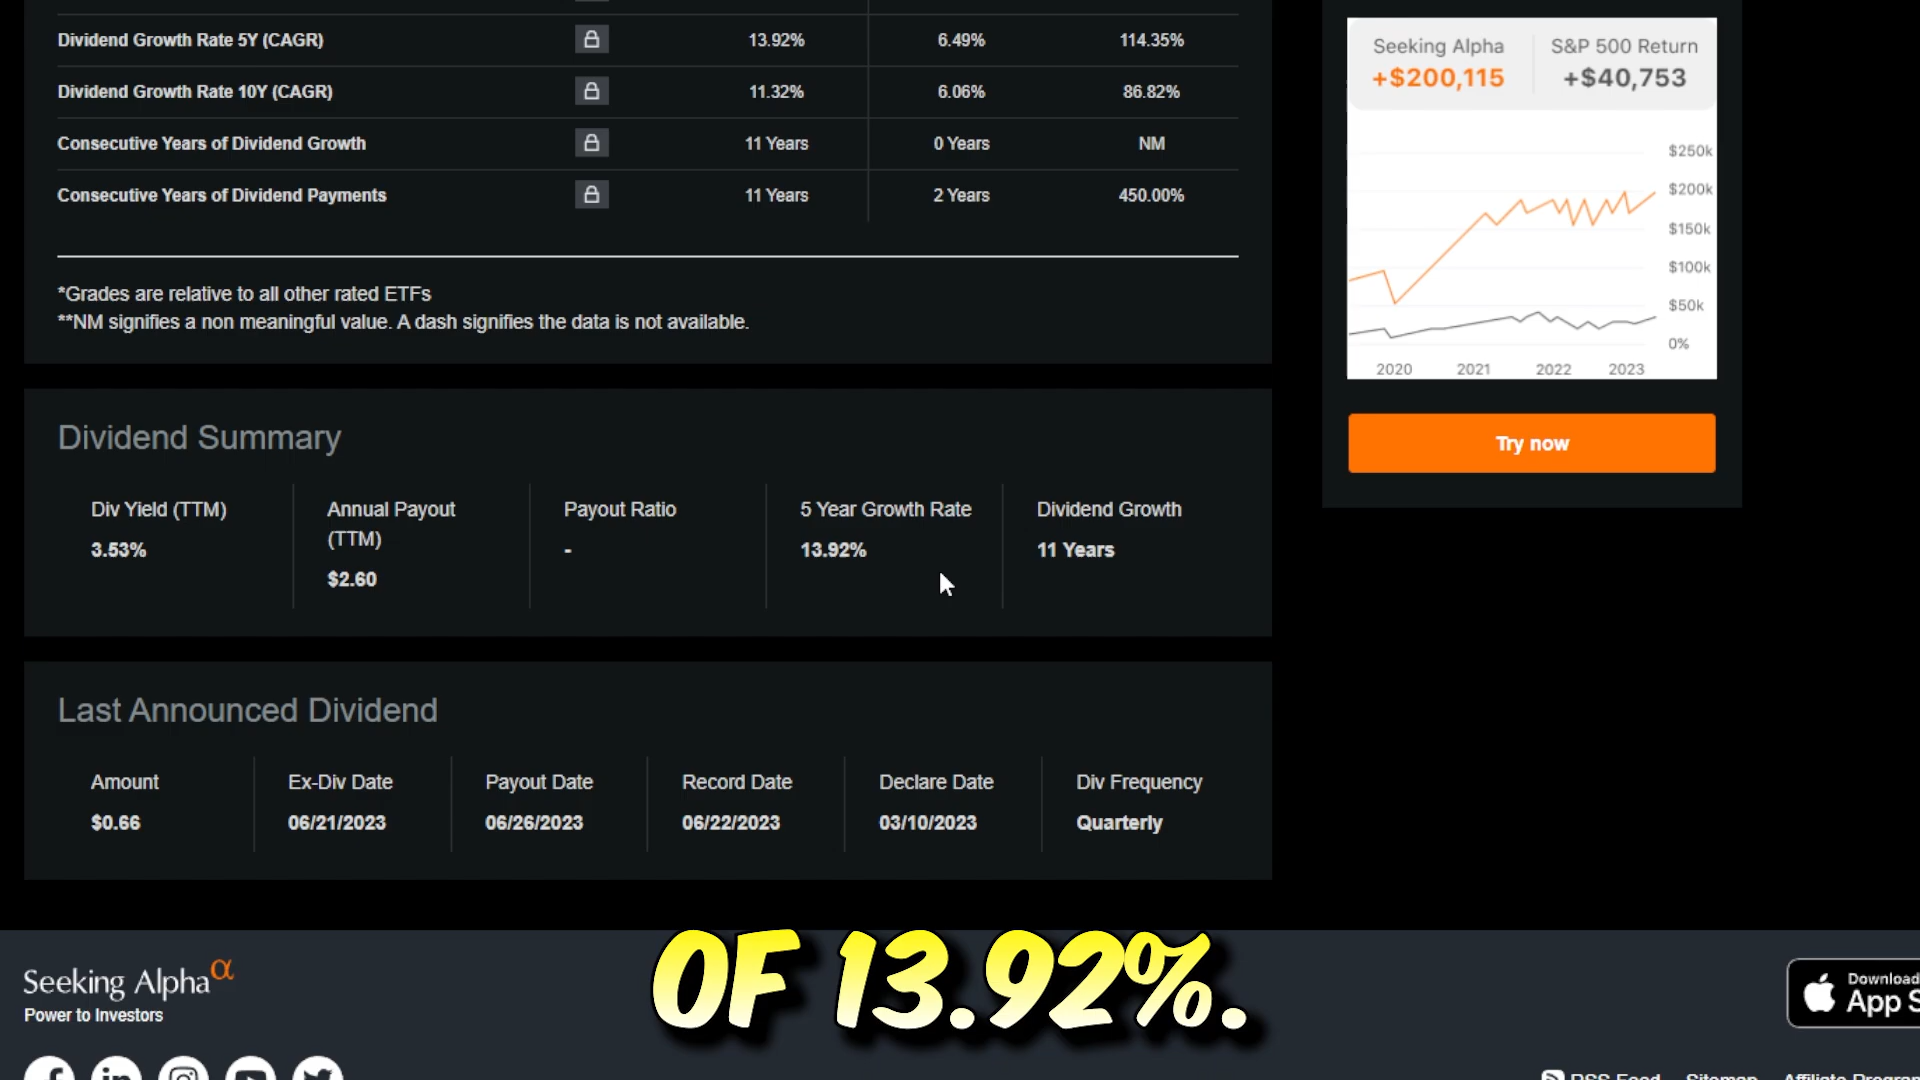 Dividend Growth Rate 5Y (CAGR) 13.92% 6.49% 114.35%
Dividend Growth Rate 10Y (CAGR) 11.32% 6.06% 86.82%
Consecutive Years of Dividend Growth 11 Years 0 Years NM
Consecutive Years of Dividend Payments 11 Years 2 Years 450.00%
*Grades are relative to all other rated ETFs
**NM signifies a non meaningful value. A dash signifies the data is not available.
Seeking Alpha S&P 500 Return
+$200,115 +$40,753
$250k
$200k
$150k
$100k
$50k
0%
2020 2021 2022 2023
Try now
Dividend Summary
Div Yield (TTM)
3.53%
Annual Payout
(TTM)
$2.60
Payout Ratio
-
5 Year Growth Rate
13.92%
Dividend Growth
11 Years
Last Announced Dividend
Amount Ex-Div Date Payout Date Record Date Declare Date Div Frequency
$0.66 06/21/2023 06/26/2023 06/22/2023 03/10/2023 Quarterly
OF 13.92%.
Seeking Alpha α
Power to Investors
Download
App S
RSS Feed Sitemap Affiliate Program